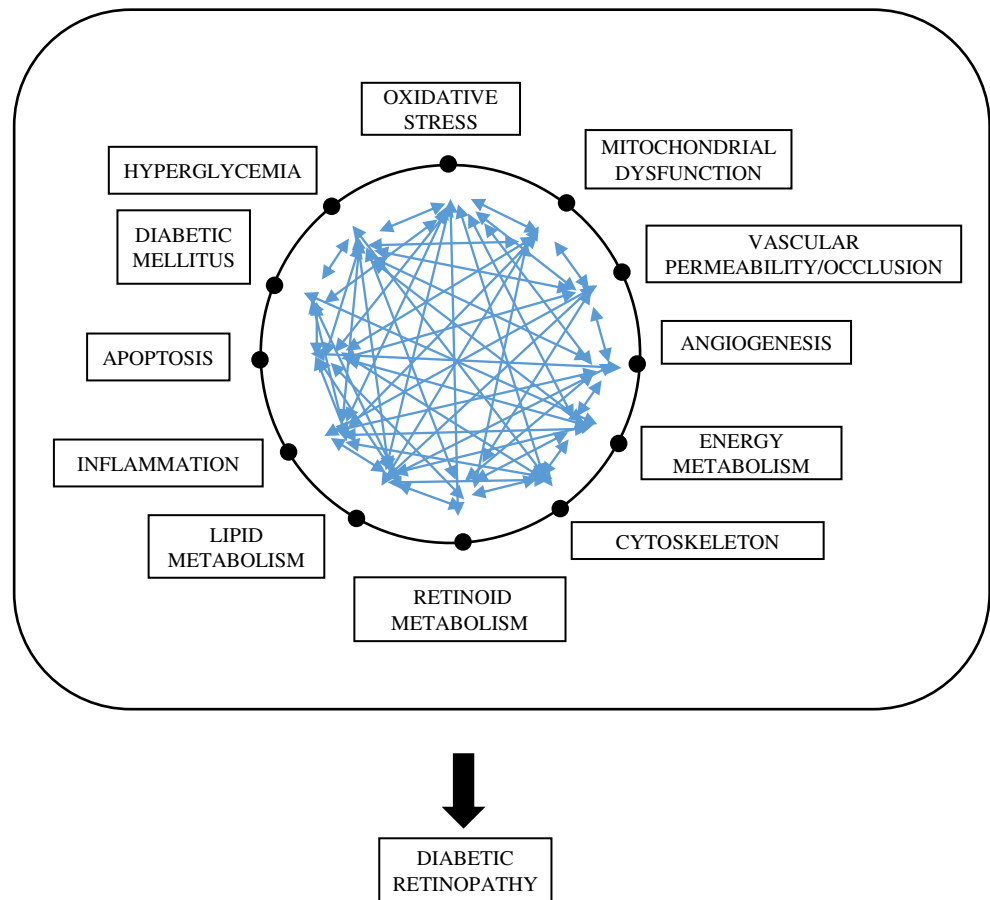 OXIDATIVE
STRESS
MITOCHONDRIAL
DYSFUNCTION
HYPERGLYCEMIA
DIABETIC
MELLITUS
VASCULAR
PERMEABILITY/OCCLUSION
APOPTOSIS
ANGIOGENESIS
INFLAMMATION
ENERGY
METABOLISM
LIPID
METABOLISM
CYTOSKELETON
RETINOID
METABOLISM
DIABETIC
RETINOPATHY